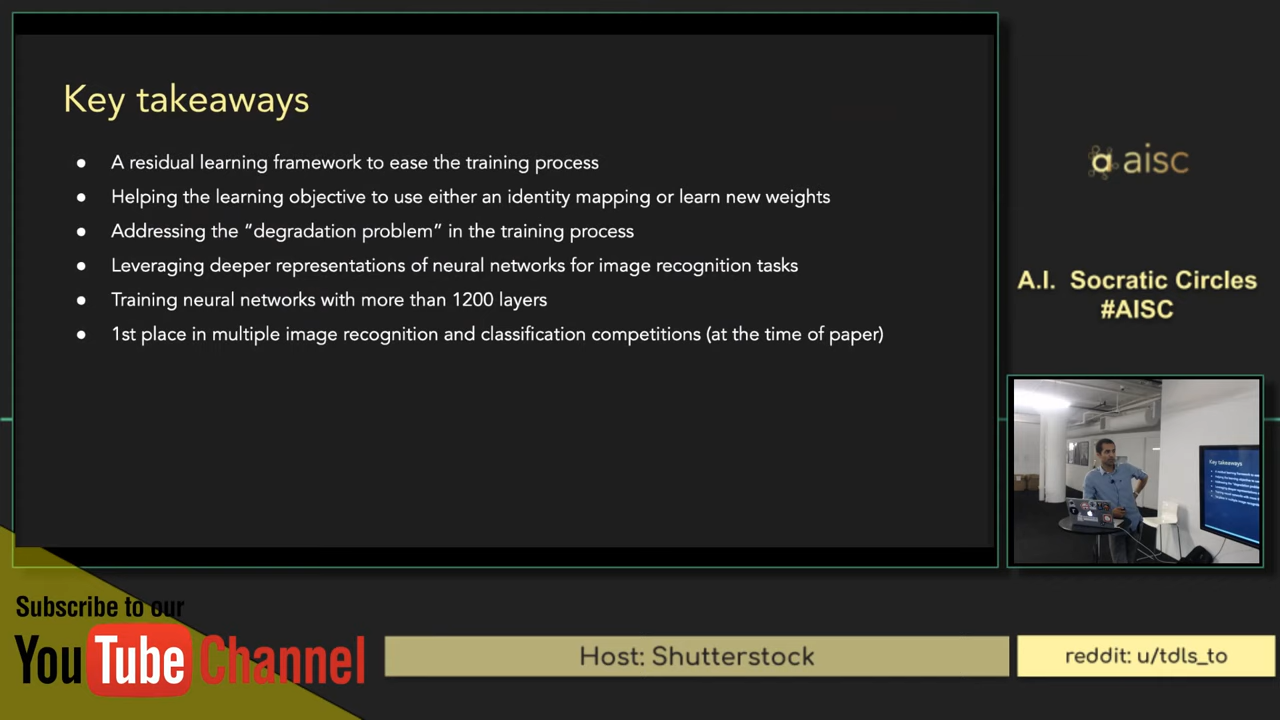 Key takeaways
● A residual learning framework to ease the training process
● Helping the learning objective to use either an identity mapping or learn new weights
● Addressing the “degradation problem” in the training process
● Leveraging deeper representations of neural networks for image recognition tasks
● Training neural networks with more than 1200 layers
● 1st place in multiple image recognition and classification competitions (at the time of paper)
a aisc
A.I. Socratic Circles
#AISC
Key takeaways
Subscribe to our
YouTube Channel
Host: Shutterstock
reddit: u/tdls_to